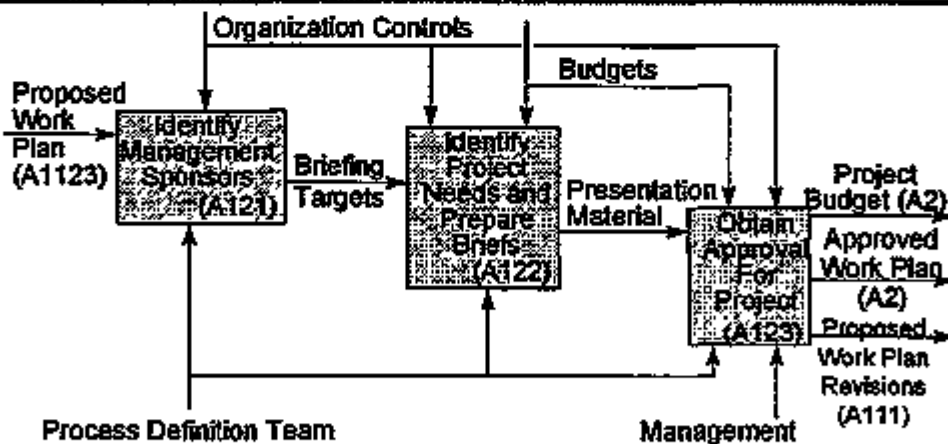 Organization Controls
Budgets
Proposed
Work
Plan
(A1123)
Identify
Management
Sponsors
(A121)
Briefing
Targets
Identify
Project
Needs and
Prepare
Briefs
(A122)
Presentation
Material
Obtain
Approval
For
Project
(A123)
Project
Budget (A2)
Approved
Work Plan
(A2)
Proposed
Work Plan
Revisions
(A111)
Process Definition Team
Management